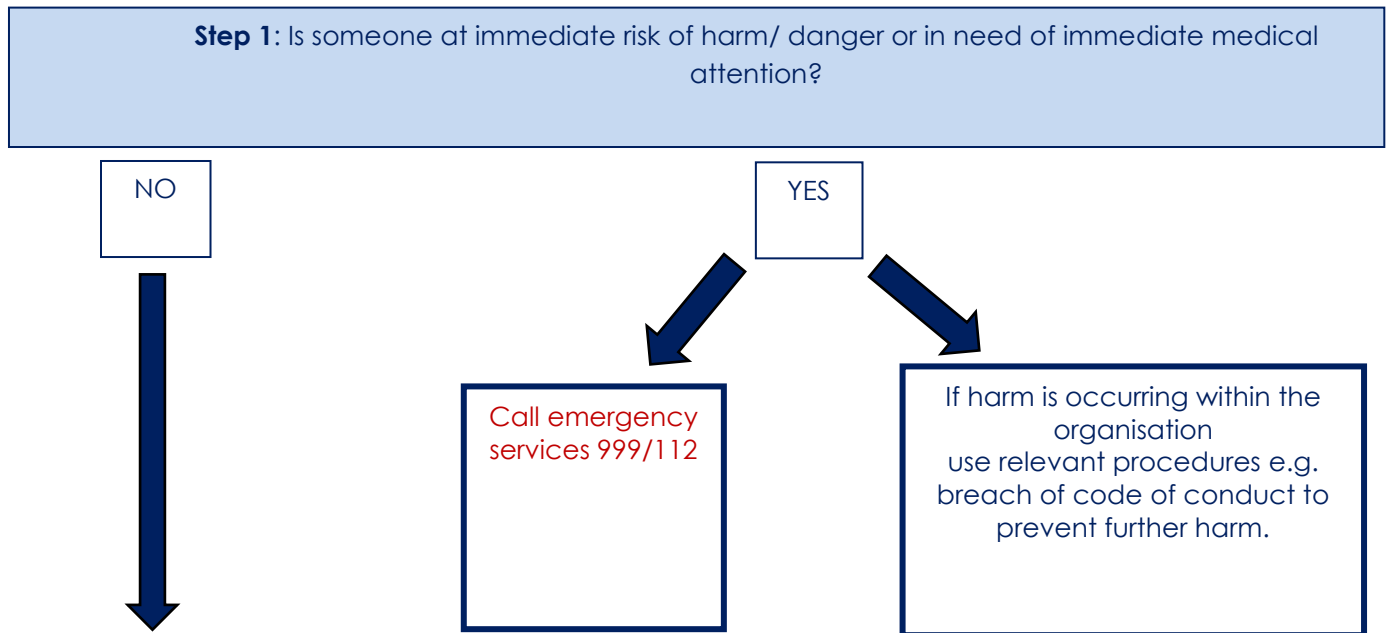 Step 1: Is someone at immediate risk of harm/ danger or in need of immediate medical
attention?
NO
YES
Call emergency
services 999/112
If harm is occurring within the
organisation
use relevant procedures e.g.
breach of code of conduct to
prevent further harm.